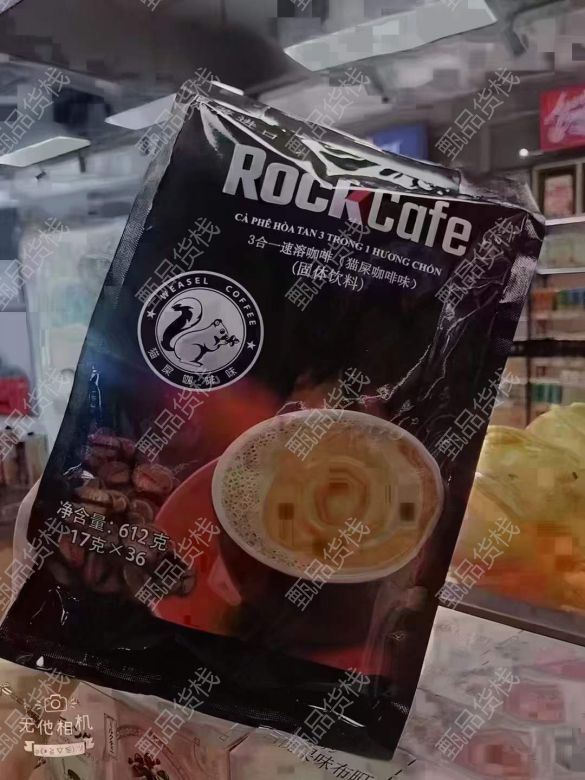 ROCK Cafe
CÀ PHÊ HÒA TAN 3 TRONG 1 HƯƠNG CHỒN
3合一速溶咖啡（猫屎咖啡味）
(固体饮料)
WEASEL COFFEE
猫屎咖啡味
净含量：612克
17克×36
无他相机
甄品货栈